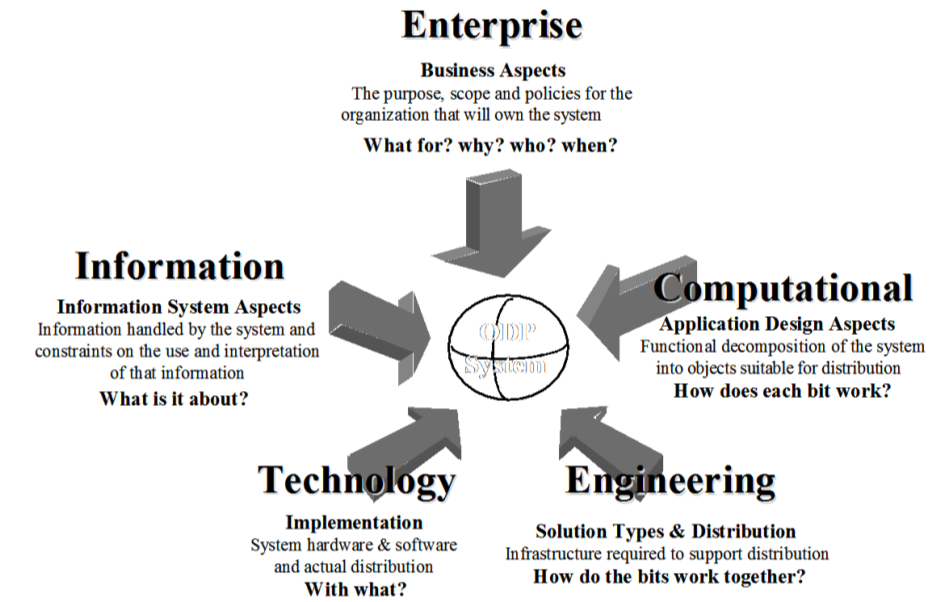 Enterprise
Business Aspects
The purpose, scope and policies for the
organization that will own the system
What for? why? who? when?
Information
Information System Aspects
Information handled by the system and
constraints on the use and interpretation
of that information
What is it about?
Computational
Application Design Aspects
Functional decomposition of the system
into objects suitable for distribution
How does each bit work?
ODP
System
Technology
Implementation
System hardware & software
and actual distribution
With what?
Engineering
Solution Types & Distribution
Infrastructure required to support distribution
How do the bits work together?